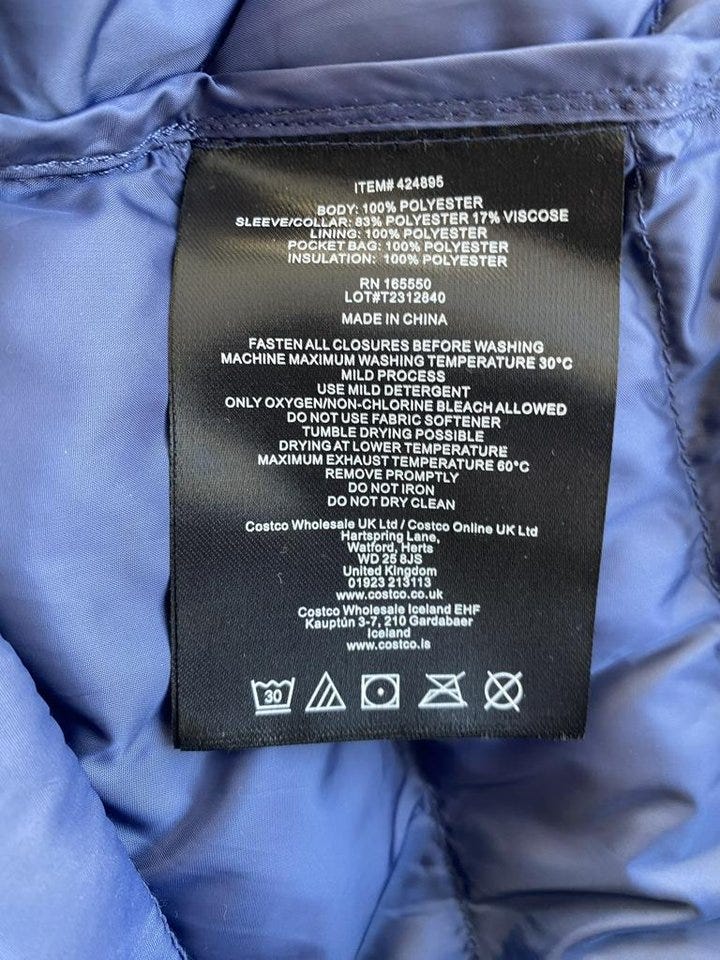 ITEM# 424895
BODY: 100% POLYESTER
SLEEVE/COLLAR: 83% POLYESTER 17% VISCOSE
LINING: 100% POLYESTER
POCKET BAG: 100% POLYESTER
INSULATION: 100% POLYESTER
RN 165550
LOT#T2312840
MADE IN CHINA
FASTEN ALL CLOSURES BEFORE WASHING
MACHINE MAXIMUM WASHING TEMPERATURE 30°C
MILD PROCESS
USE MILD DETERGENT
ONLY OXYGEN/NON-CHLORINE BLEACH ALLOWED
DO NOT USE FABRIC SOFTENER
TUMBLE DRYING POSSIBLE
DRYING AT LOWER TEMPERATURE
MAXIMUM EXHAUST TEMPERATURE 60°C
REMOVE PROMPTLY
DO NOT IRON
DO NOT DRY CLEAN
Costco Wholesale UK Ltd / Costco Online UK Ltd
Hartspring Lane,
Watford, Herts
WD 25 8JS
United Kingdom
01923 213113
www.costco.co.uk
Costco Wholesale Iceland EHF
Kauptún 3-7, 210 Gardabaer
Iceland
www.costco.is
30